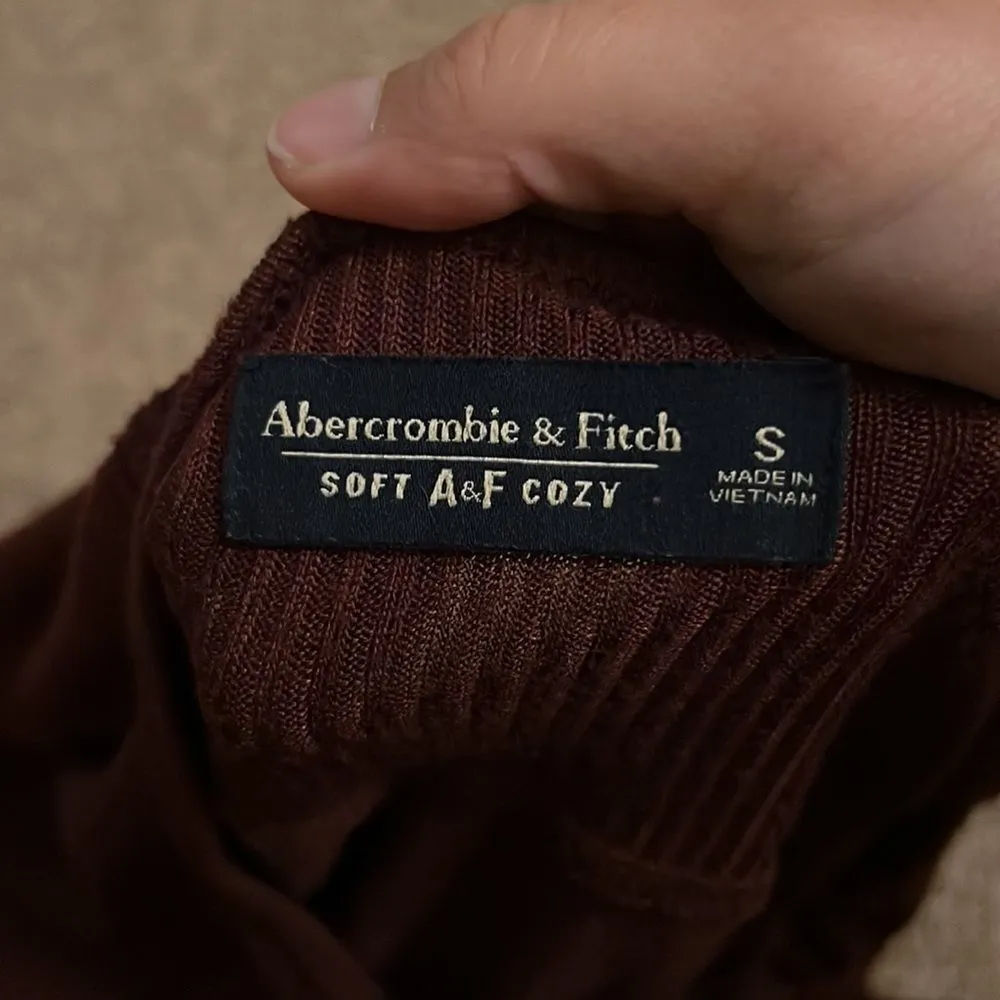 Abercrombie & Fitch
SOFT A&F COZY
S
MADE IN
VIETNAM